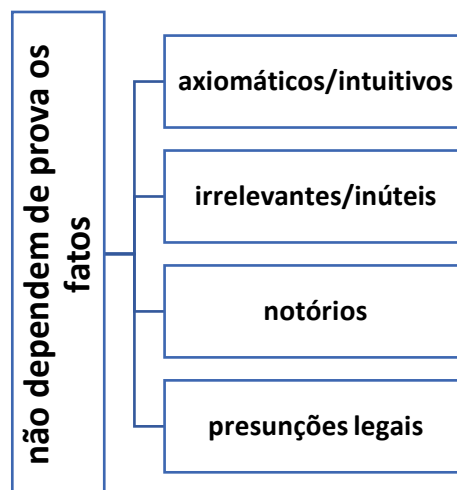 não dependem de prova os
fatos
axiomáticos/intuitivos
irrelevantes/inúteis
notórios
presunções legais